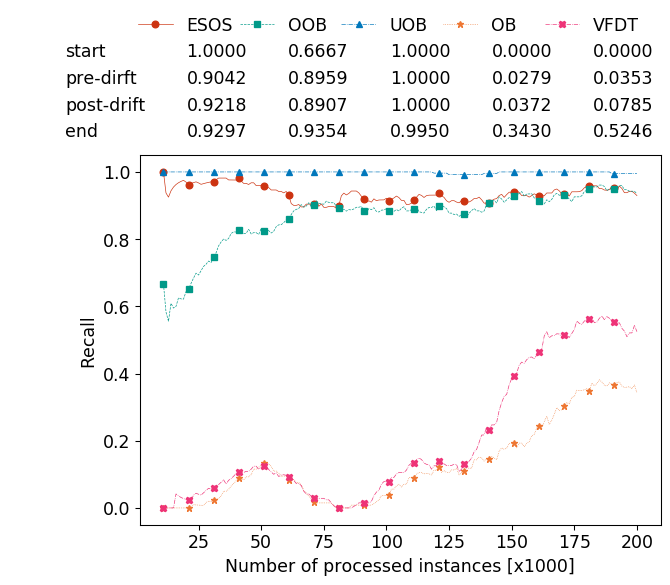 ESOS OOB UOB OB VFDT
start 1.0000 0.6667 1.0000 0.0000 0.0000
pre-dirft 0.9042 0.8959 1.0000 0.0279 0.0353
post-drift 0.9218 0.8907 1.0000 0.0372 0.0785
end 0.9297 0.9354 0.9950 0.3430 0.5246
1.0
0.8
0.6
0.4
0.2
0.0
Recall
25 50 75 100 125 150 175 200
Number of processed instances [x1000]